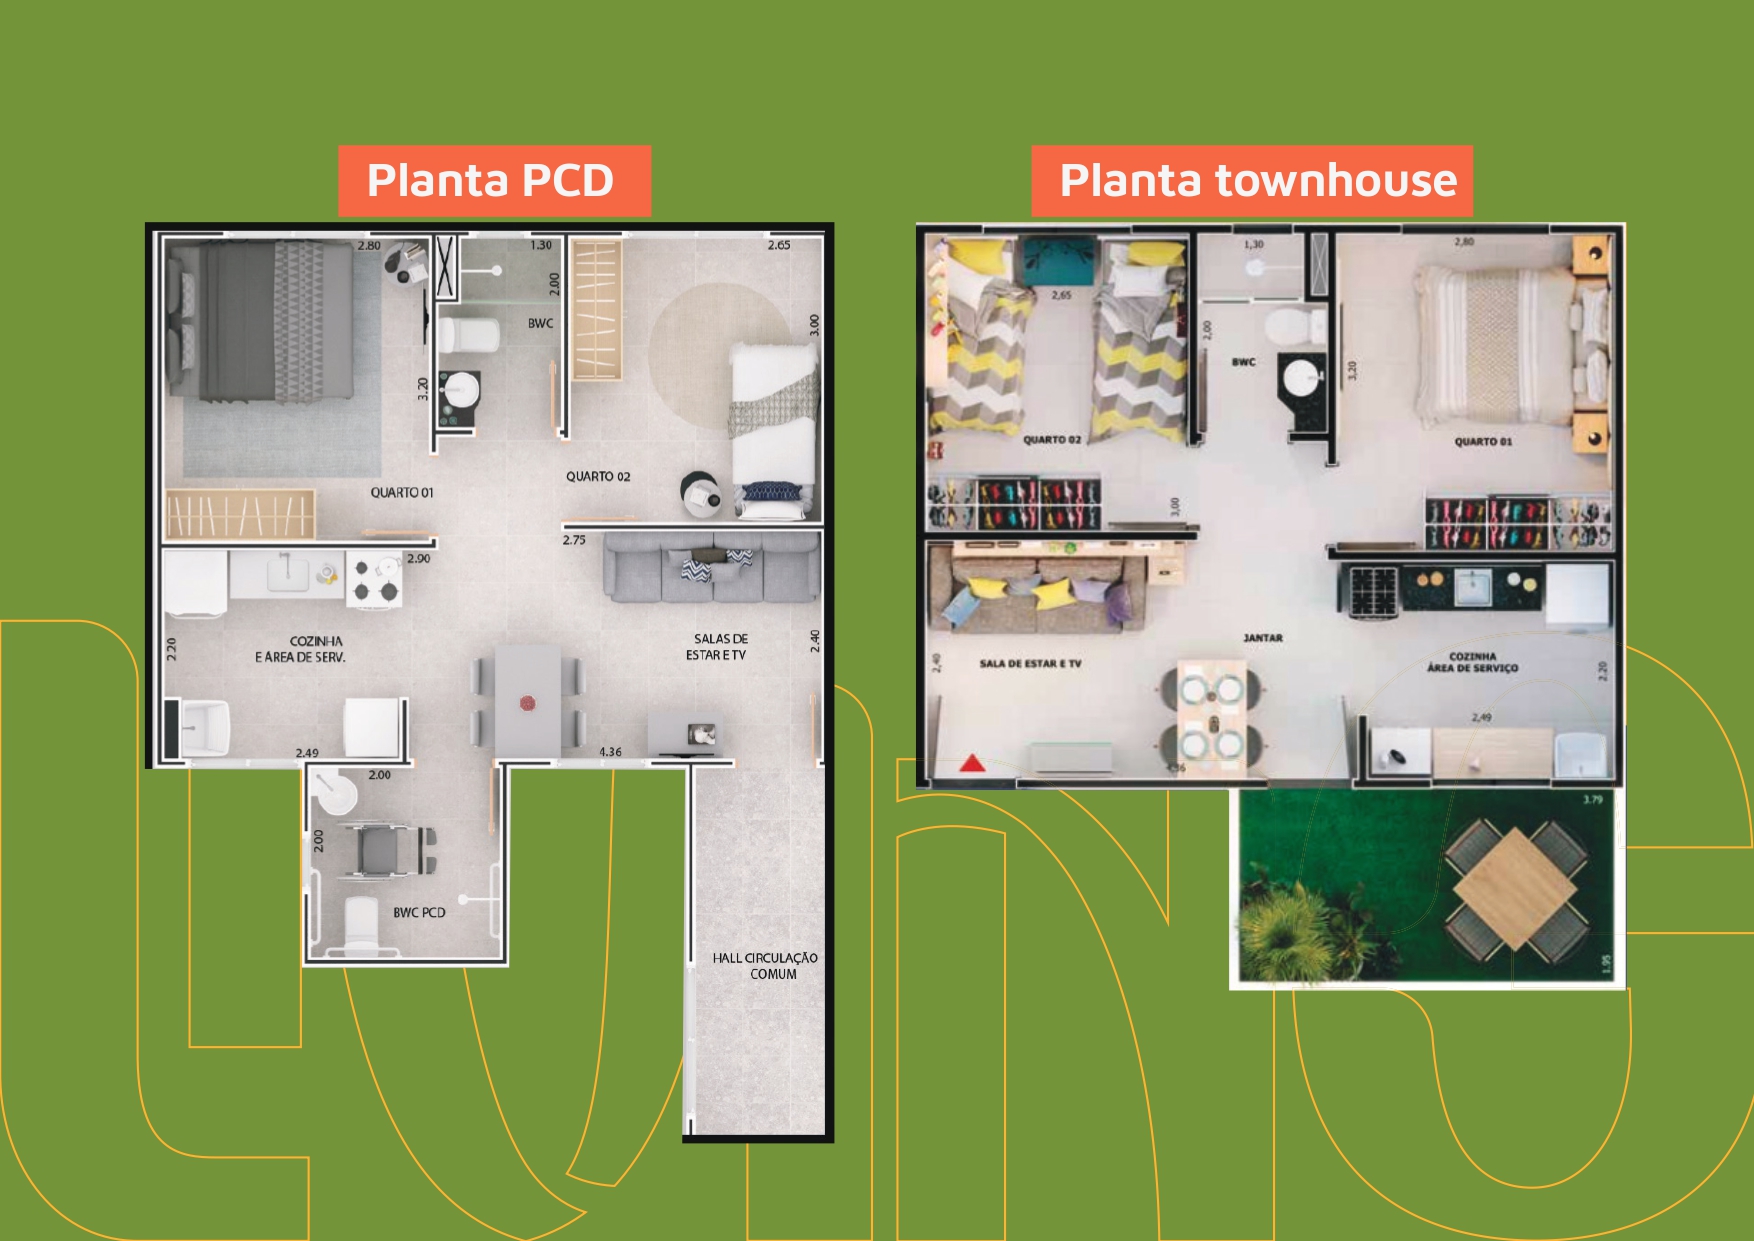 Planta PCD
2.80
1.30
2.65
2.00
BWC
3.00
3.20
QUARTO 01
QUARTO 02
2.90
2.75
2.20
COZINHA
E ÁREA DE SERV.
SALAS DE
ESTAR E TV
2.40
2.49
4.36
2.00
2.00
BWC PCD
HALL CIRCULAÇÃO
COMUM
Planta townhouse
1,30
2,80
2,65
2,00
BWC
3,20
QUARTO 02
QUARTO 01
3,00
JANTAR
2,40
SALA DE ESTAR E TV
COZINHA
ÁREA DE SERVIÇO
2.20
2,49
4,36
3.79
1.95